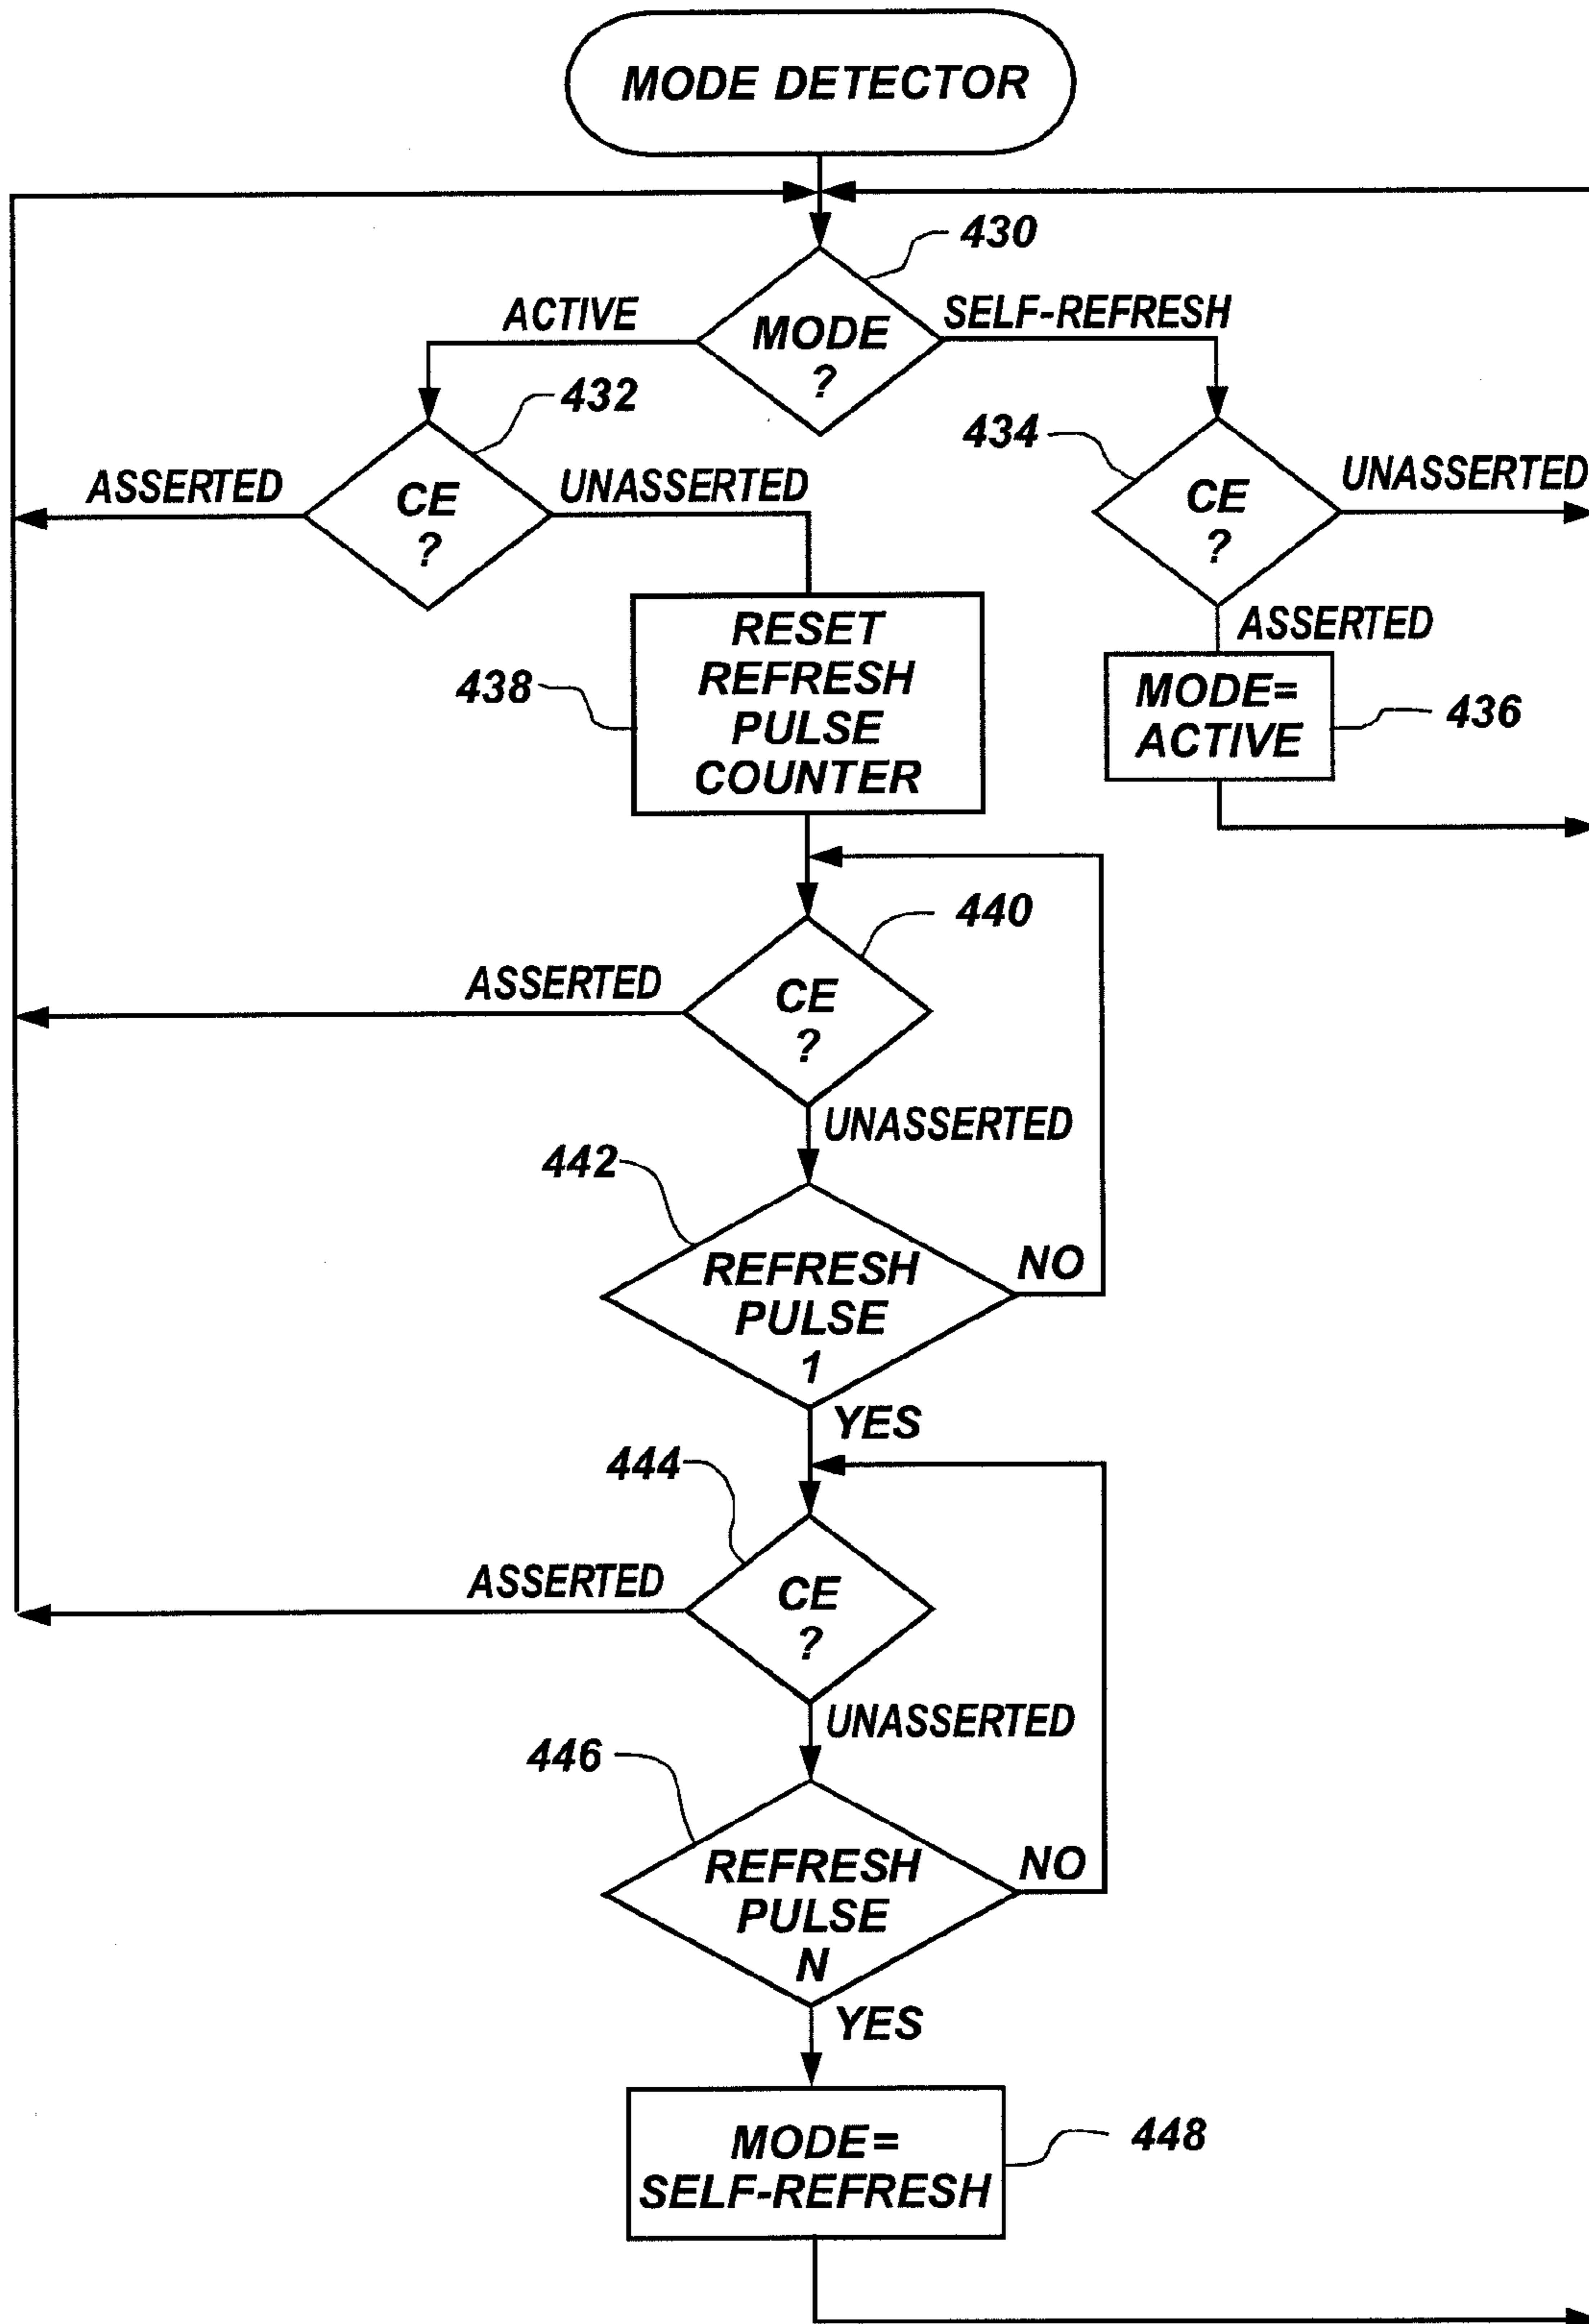 MODE DETECTOR
430
ACTIVE
MODE
?
SELF-REFRESH
432
434
ASSERTED
CE
?
UNASSERTED
CE
?
UNASSERTED
ASSERTED
438
RESET
REFRESH
PULSE
COUNTER
MODE=
ACTIVE
436
440
ASSERTED
CE
?
UNASSERTED
442
REFRESH
PULSE
1
NO
YES
444
ASSERTED
CE
?
UNASSERTED
446
REFRESH
PULSE
N
NO
YES
MODE=
SELF-REFRESH
448